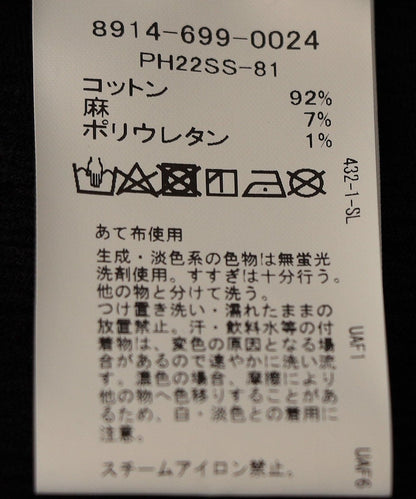 8914-699-0024
PH22SS-81
コットン 92%
麻 7%
ポリウレタン 1%
432-1-SL
あて布使用
生成・淡色系の色物は無蛍光
洗剤使用。すすぎは十分行う。
他の物と分けて洗う。
つけ置き洗い・濡れたままの
放置禁止。汗・飲料水等の付
着物は、変色の原因となる場
合があるので速やかに洗い流
す。濃色の場合、摩擦により
他の物へ色移りすることがあ
るため、白・淡色との着用に
注意。
UAF1
スチームアイロン禁止。
UAF6